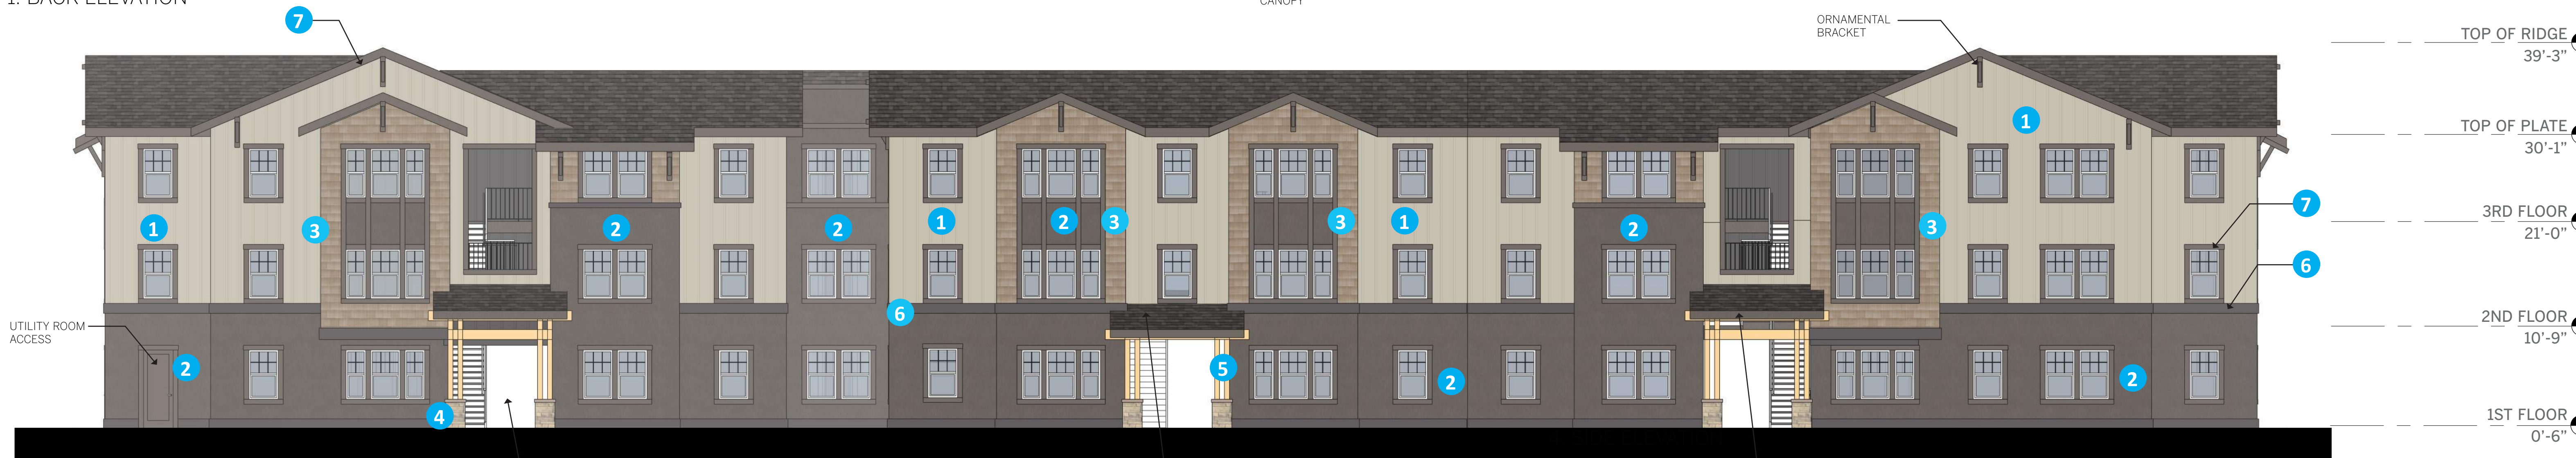 1. BACK ELEVATION
CANOPY
7
ORNAMENTAL
BRACKET
TOP OF RIDGE
39'-3"
1
TOP OF PLATE
30'-1"
1
3
2
2
1
2
3
3
1
2
3
7
3RD FLOOR
21'-0"
6
6
UTILITY ROOM
ACCESS
2ND FLOOR
10'-9"
2
5
2
2
4
1ST FLOOR
0'-6"